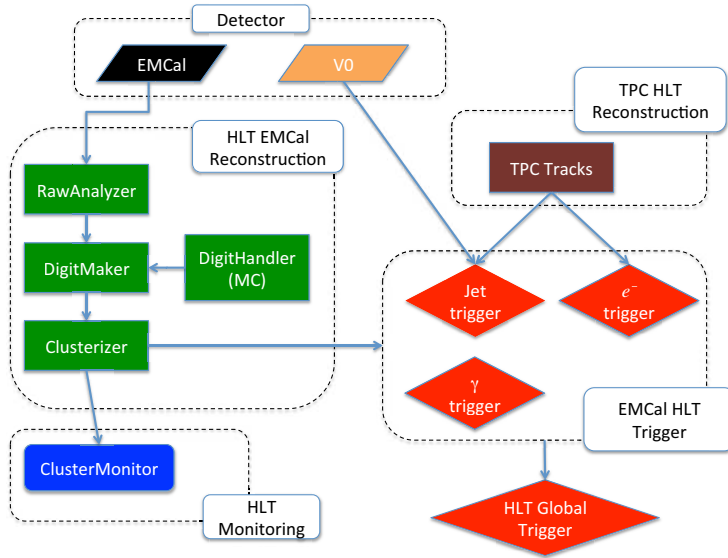 Detector
EMCal
V0
TPC HLT
Reconstruction
HLT EMCal
Reconstruction
TPC Tracks
RawAnalyzer
DigitMaker
DigitHandler
(MC)
Jet
trigger
e⁻
trigger
Clusterizer
γ
trigger
EMCal HLT
Trigger
ClusterMonitor
HLT
Monitoring
HLT Global
Trigger